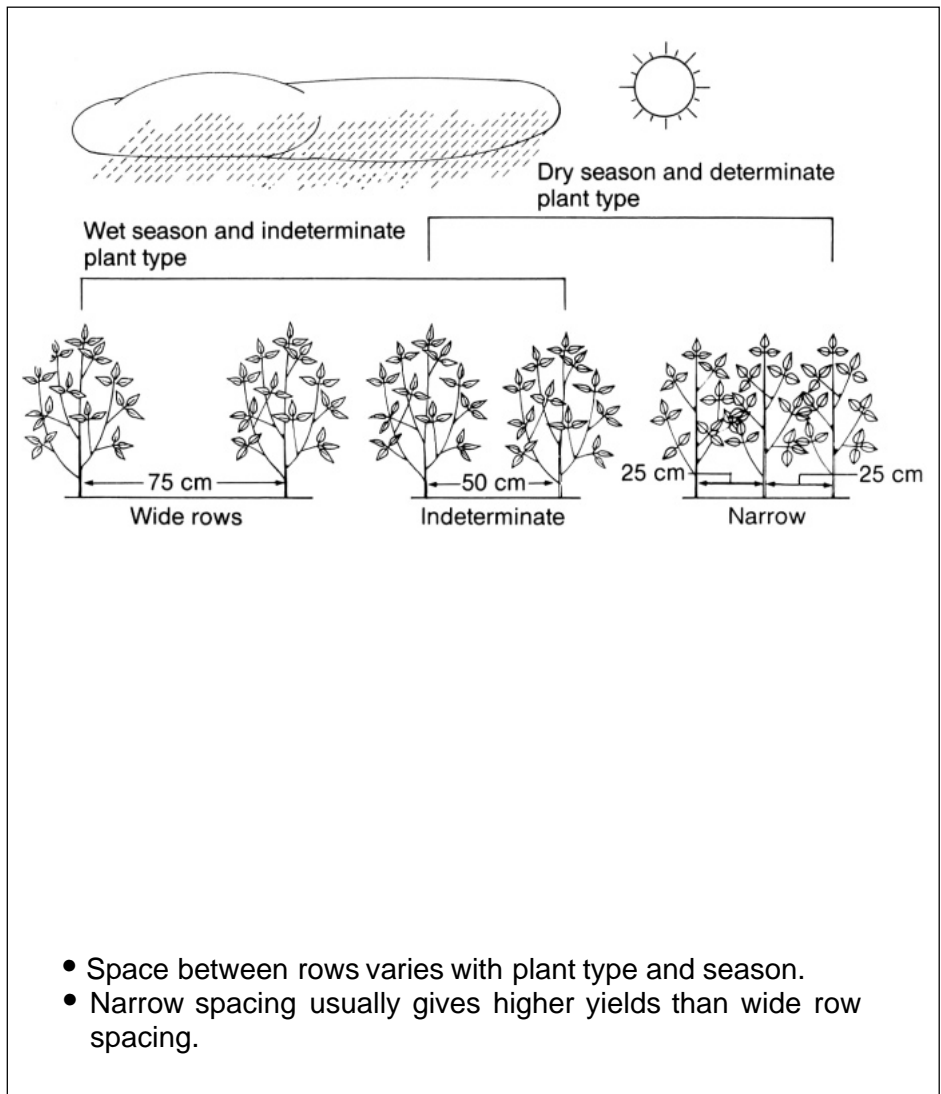 Dry season and determinate
plant type
Wet season and indeterminate
plant type
75 cm
50 cm
25 cm
25 cm
Wide rows
Indeterminate
Narrow
• Space between rows varies with plant type and season.
• Narrow spacing usually gives higher yields than wide row
spacing.